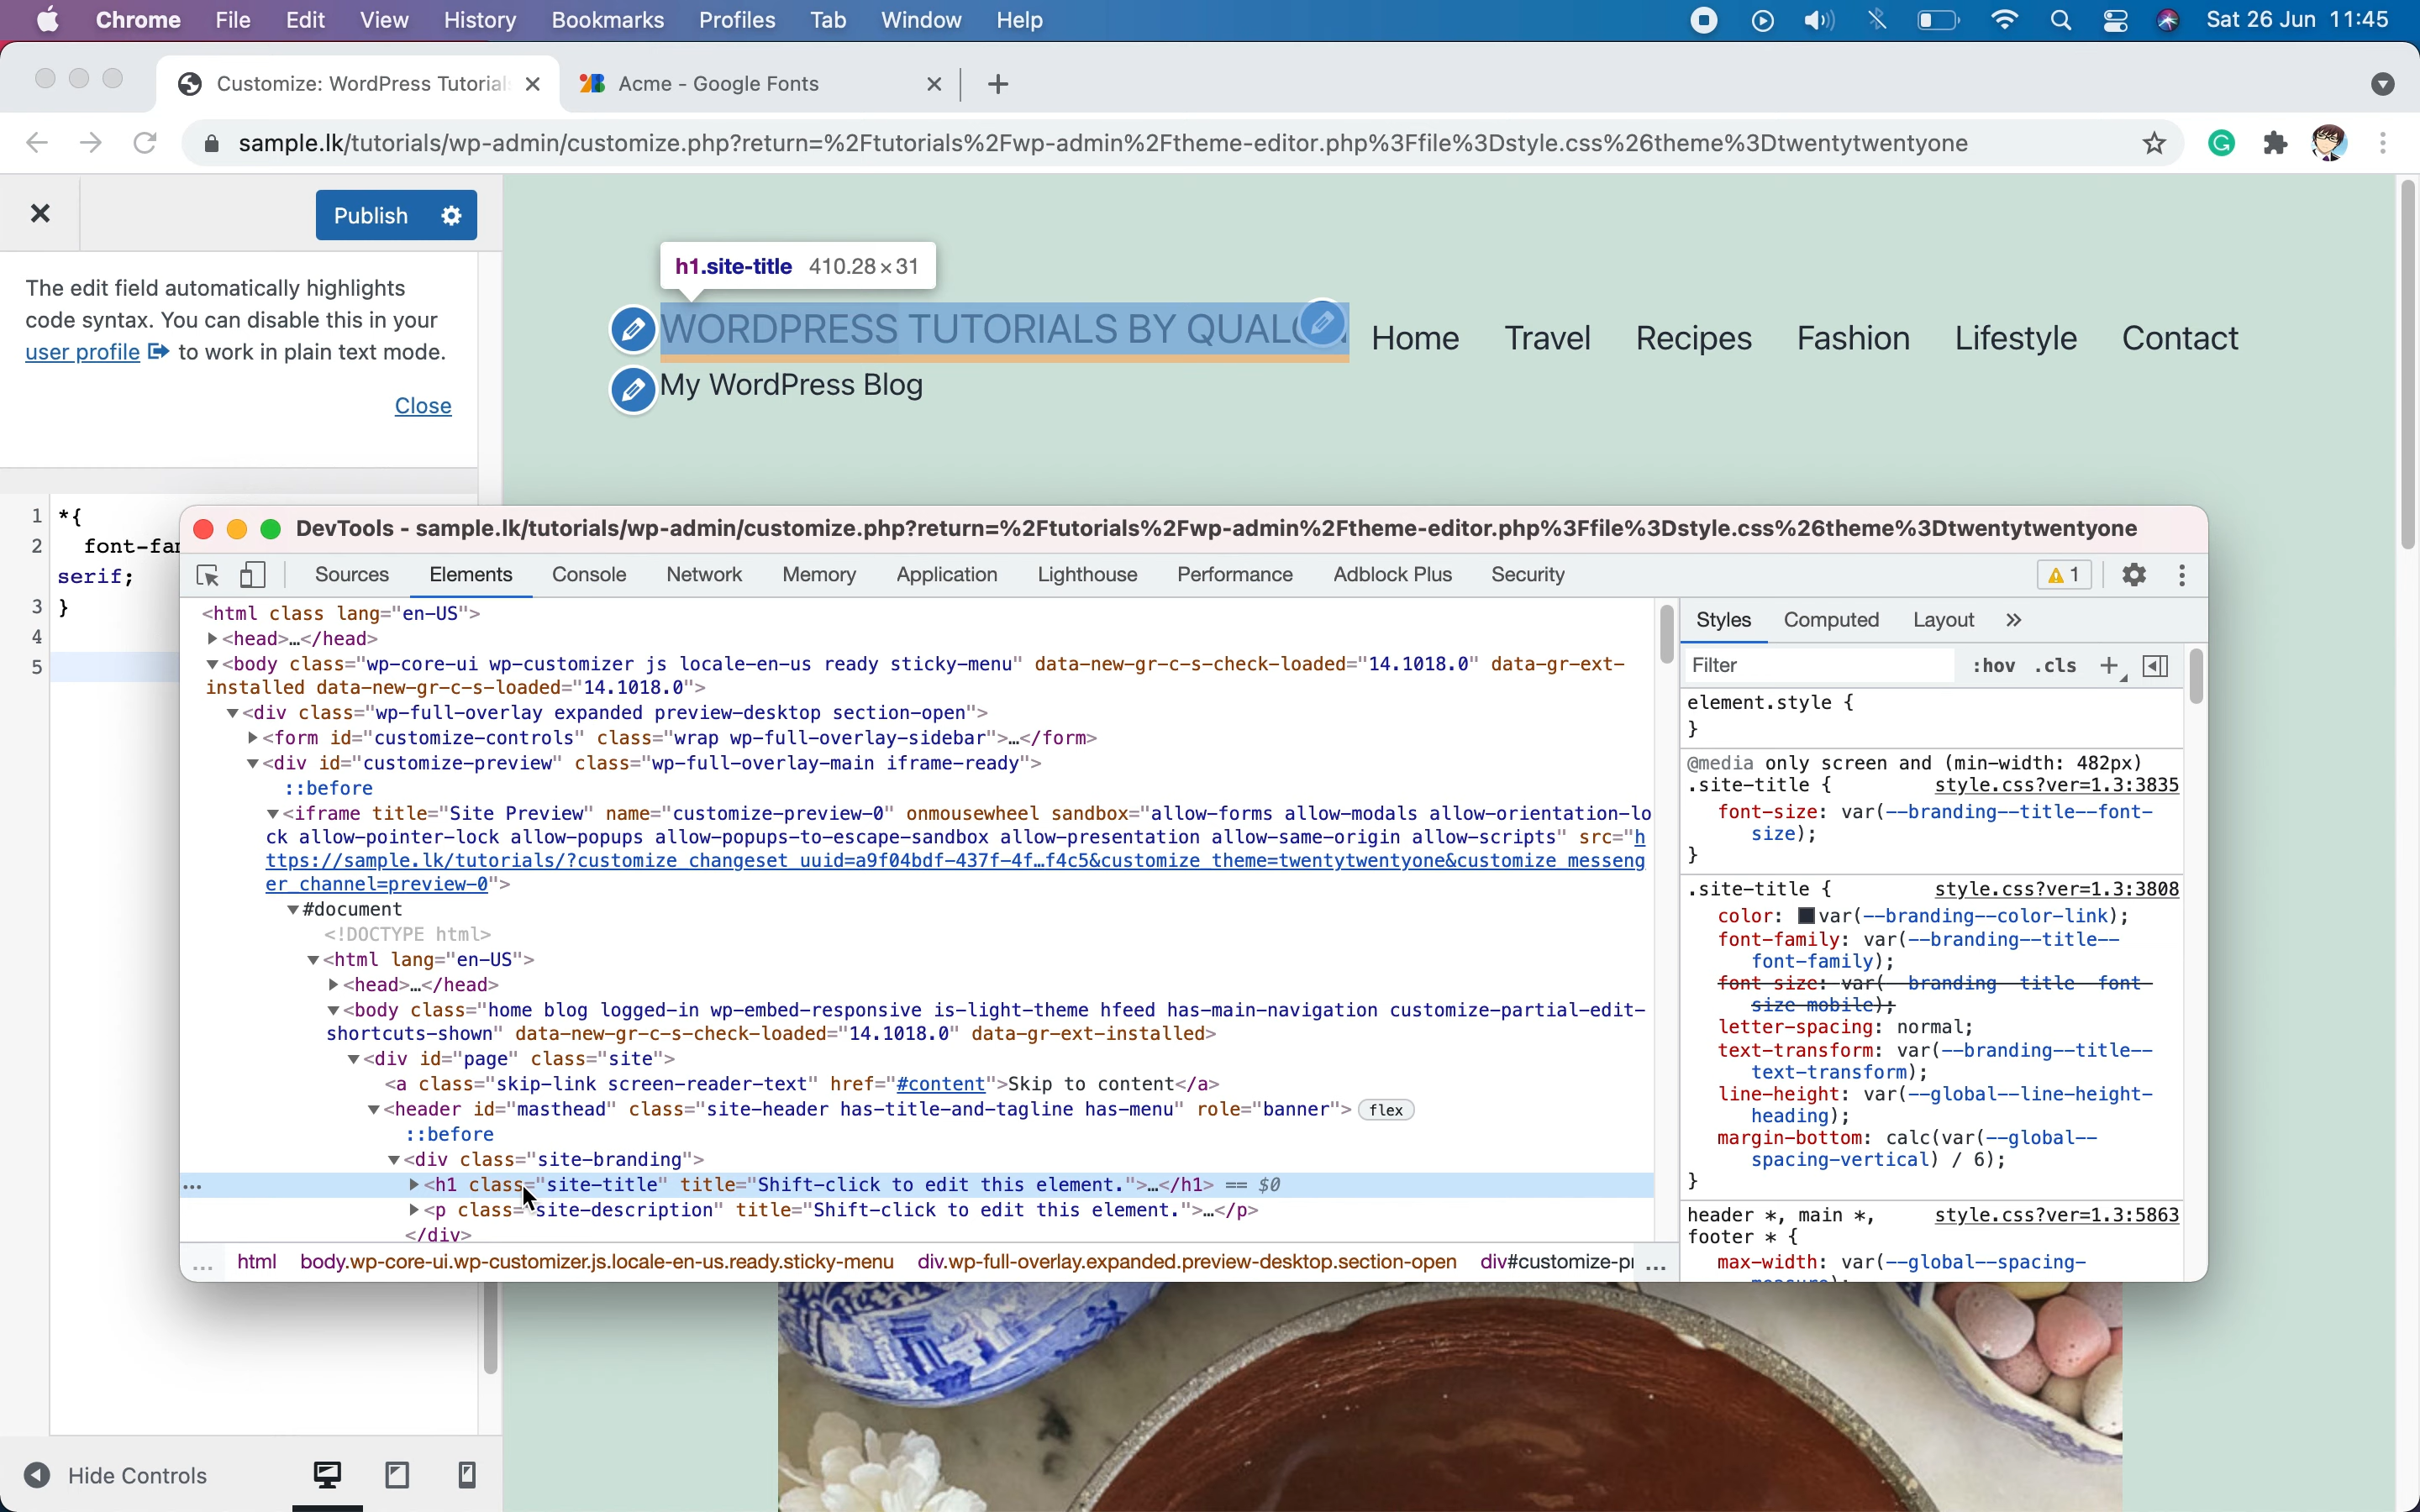 Chrome File Edit View History Bookmarks Profiles Tab Window Help Sat 26 Jun 11:45
Customize: WordPress Tutorial Acme - Google Fonts
sample.lk/tutorials/wp-admin/customize.php?return=%2Ftutorials%2Fwp-admin%2Ftheme-editor.php%3Ffile%3Dstyle.css%26theme%3Dtwentytwentyone
Publish
The edit field automatically highlights
code syntax. You can disable this in your
user profile to work in plain text mode.
Close
h1.site-title 410.28×31
WORDPRESS TUTORIALS BY
Home Travel Recipes Fashion Lifestyle Contact
My WordPress Blog
1 *{
2 font-fa
serif;
3 }
4
5
DevTools - sample.lk/tutorials/wp-admin/customize.php?return=%2Ftutorials%2Fwp-admin%2Ftheme-editor.php%3Ffile%3Dstyle.css%26theme%3Dtwentytwentyone
Sources Elements Console Network Memory Application Lighthouse Performance Adblock Plus Security 1
<html class lang="en-US">
<head>…</head>
<body class="wp-core-ui wp-customizer js locale-en-us ready sticky-menu" data-new-gr-c-s-check-loaded="14.1018.0" data-gr-ext-
installed data-new-gr-c-s-loaded="14.1018.0">
<div class="wp-full-overlay expanded preview-desktop section-open">
<form id="customize-controls" class="wrap wp-full-overlay-sidebar">…</form>
<div id="customize-preview" class="wp-full-overlay-main iframe-ready">
::before
<iframe title="Site Preview" name="customize-preview-0" onmousewheel sandbox="allow-forms allow-modals allow-orientation-lo
ck allow-pointer-lock allow-popups allow-popups-to-escape-sandbox allow-presentation allow-same-origin allow-scripts" src="h
ttps://sample.lk/tutorials/?customize_changeset_uuid=a9f04bdf-437f-4f…f4c5&customize_theme=twentytwentyone&customize_messeng
er_channel=preview-0">
#document
<!DOCTYPE html>
<html lang="en-US">
<head>…</head>
<body class="home blog logged-in wp-embed-responsive is-light-theme hfeed has-main-navigation customize-partial-edit-
shortcuts-shown" data-new-gr-c-s-check-loaded="14.1018.0" data-gr-ext-installed>
<div id="page" class="site">
<a class="skip-link screen-reader-text" href="#content">Skip to content</a>
<header id="masthead" class="site-header has-title-and-tagline has-menu" role="banner"> flex
::before
<div class="site-branding">
… <h1 class="site-title" title="Shift-click to edit this element.">…</h1> == $0
<p class="site-description" title="Shift-click to edit this element.">…</p>
</div>
… html body.wp-core-ui.wp-customizer.js.locale-en-us.ready.sticky-menu div.wp-full-overlay.expanded.preview-desktop.section-open div#customize-pr …
Styles Computed Layout »
Filter :hov .cls +
element.style {
}
@media only screen and (min-width: 482px)
.site-title { style.css?ver=1.3:3835
font-size: var(--branding--title--font-
size);
}
.site-title { style.css?ver=1.3:3808
color: var(--branding--color-link);
font-family: var(--branding--title--
font-family);
font-size: var(--branding--title--font-
size-mobile);
letter-spacing: normal;
text-transform: var(--branding--title--
text-transform);
line-height: var(--global--line-height-
heading);
margin-bottom: calc(var(--global--
spacing-vertical) / 6);
}
header *, main *, style.css?ver=1.3:5863
footer * {
max-width: var(--global--spacing-
Hide Controls